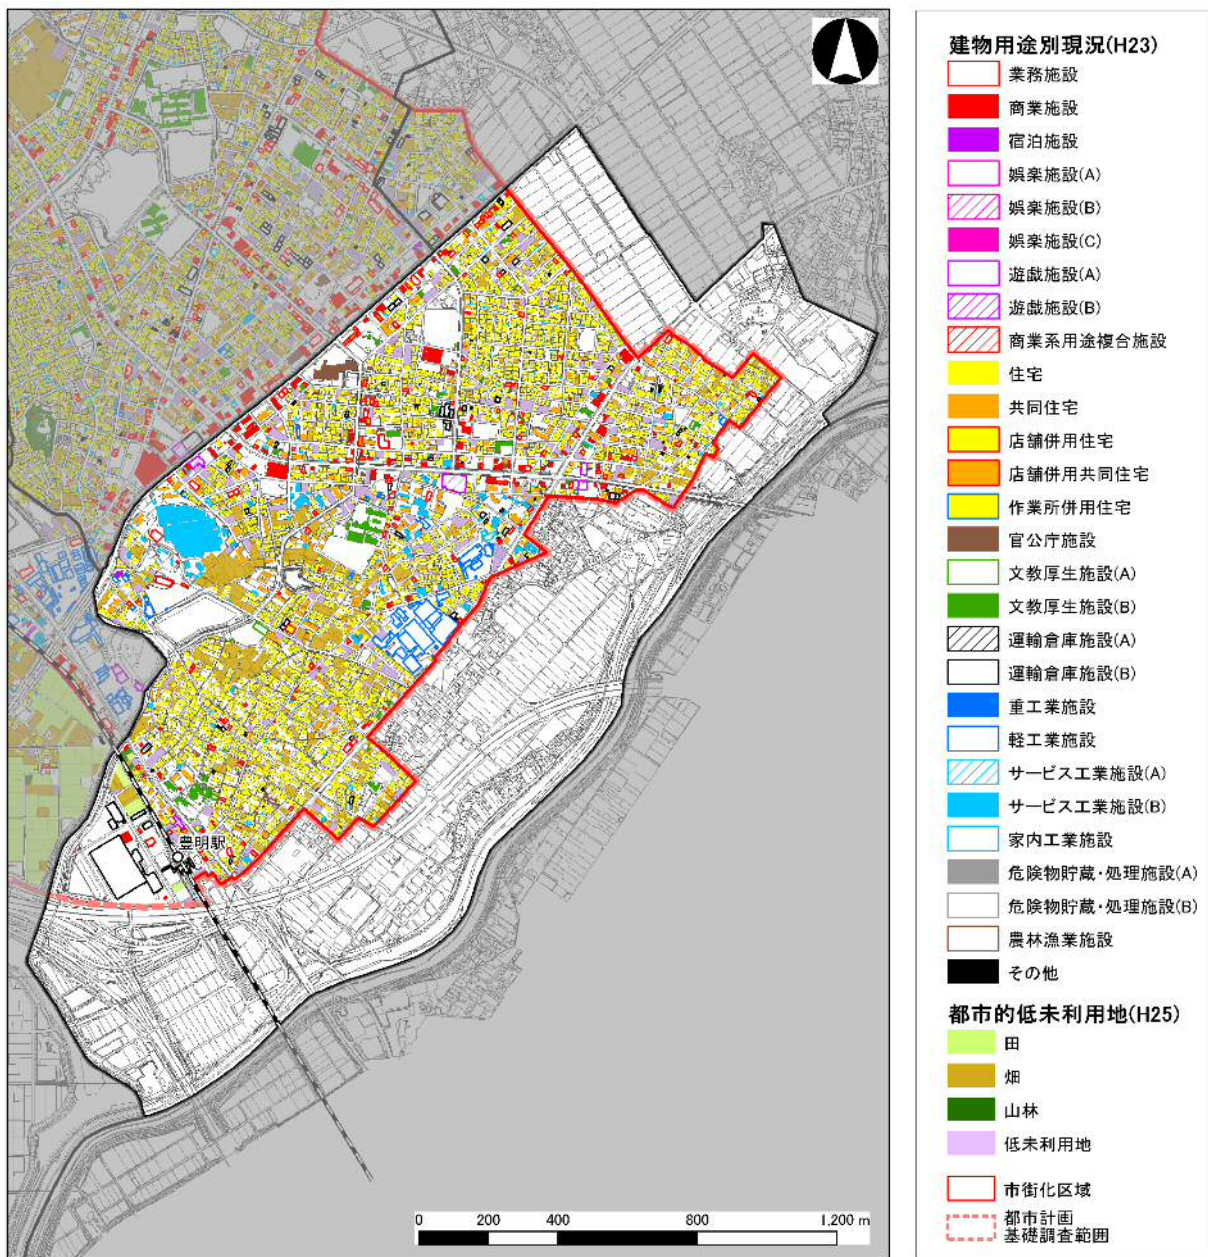 豊明駅
0 200 400 800 1,200 m
建物用途別現況(H23)
業務施設
商業施設
宿泊施設
娯楽施設(A)
娯楽施設(B)
娯楽施設(C)
遊戯施設(A)
遊戯施設(B)
商業系用途複合施設
住宅
共同住宅
店舗併用住宅
店舗併用共同住宅
作業所併用住宅
官公庁施設
文教厚生施設(A)
文教厚生施設(B)
運輸倉庫施設(A)
運輸倉庫施設(B)
重工業施設
軽工業施設
サービス工業施設(A)
サービス工業施設(B)
家内工業施設
危険物貯蔵・処理施設(A)
危険物貯蔵・処理施設(B)
農林漁業施設
その他
都市的低未利用地(H25)
田
畑
山林
低未利用地
市街化区域
都市計画
基礎調査範囲